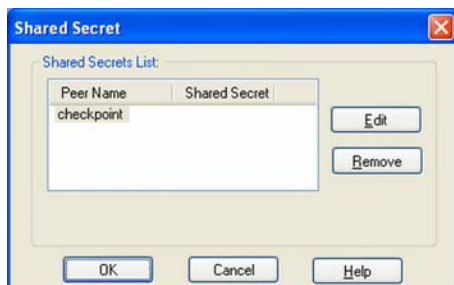 Shared Secret
Shared Secrets List:
Peer Name Shared Secret
checkpoint
Edit
Remove
OK Cancel Help